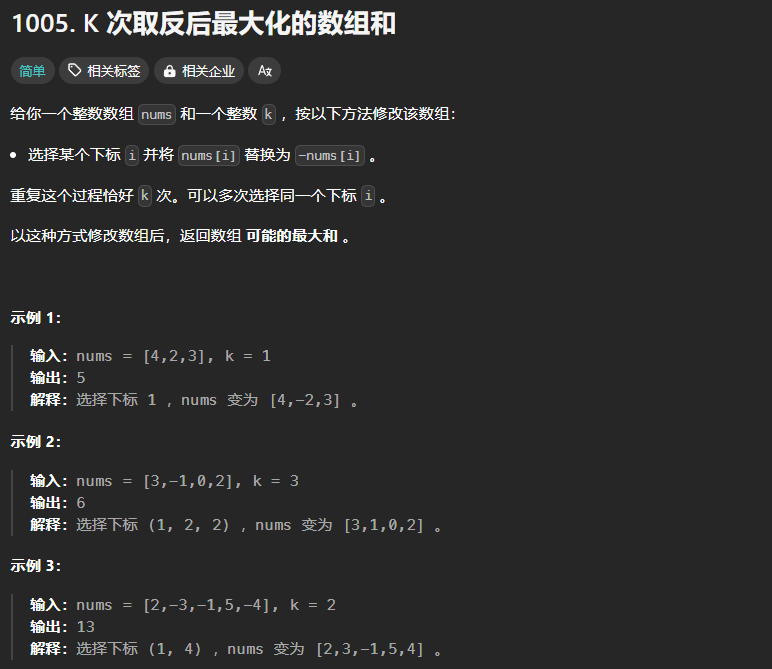 1005. K 次取反后最大化的数组和
简单 相关标签 相关企业 A文
给你一个整数数组 nums 和一个整数 k ，按以下方法修改该数组：
• 选择某个下标 i 并将 nums[i] 替换为 -nums[i] 。
重复这个过程恰好 k 次。可以多次选择同一个下标 i 。
以这种方式修改数组后，返回数组 可能的最大和 。
示例 1：
输入：nums = [4,2,3], k = 1
输出：5
解释：选择下标 1 ，nums 变为 [4,-2,3] 。
示例 2：
输入：nums = [3,-1,0,2], k = 3
输出：6
解释：选择下标 (1, 2, 2) ，nums 变为 [3,1,0,2] 。
示例 3：
输入：nums = [2,-3,-1,5,-4], k = 2
输出：13
解释：选择下标 (1, 4) ，nums 变为 [2,3,-1,5,4] 。